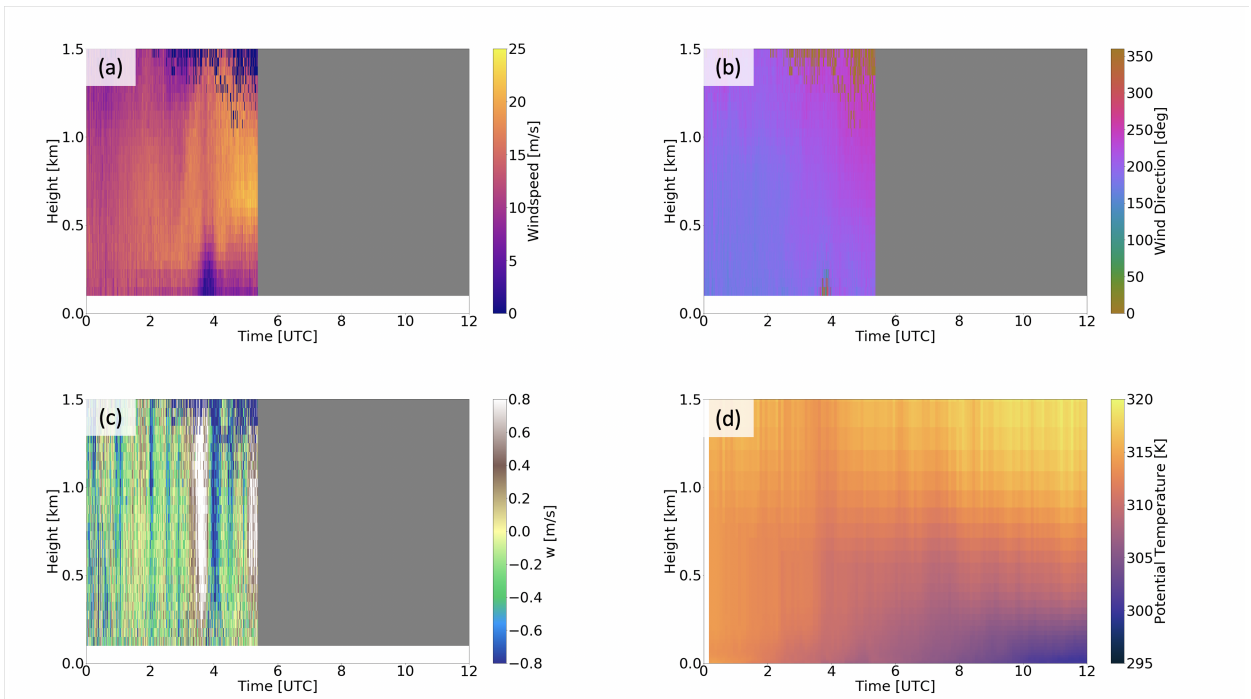 (a)
1.5
1.0
0.5
0.0
Height [km]
0 2 4 6 8 10 12
Time [UTC]
25
20
15
10
5
0
Windspeed [m/s]
(b)
1.5
1.0
0.5
0.0
Height [km]
0 2 4 6 8 10 12
Time [UTC]
350
300
250
200
150
100
50
0
Wind Direction [deg]
(c)
1.5
1.0
0.5
0.0
Height [km]
0 2 4 6 8 10 12
Time [UTC]
0.8
0.6
0.4
0.2
0.0
−0.2
−0.4
−0.6
−0.8
w [m/s]
(d)
1.5
1.0
0.5
0.0
Height [km]
0 2 4 6 8 10 12
Time [UTC]
320
315
310
305
300
295
Potential Temperature [K]